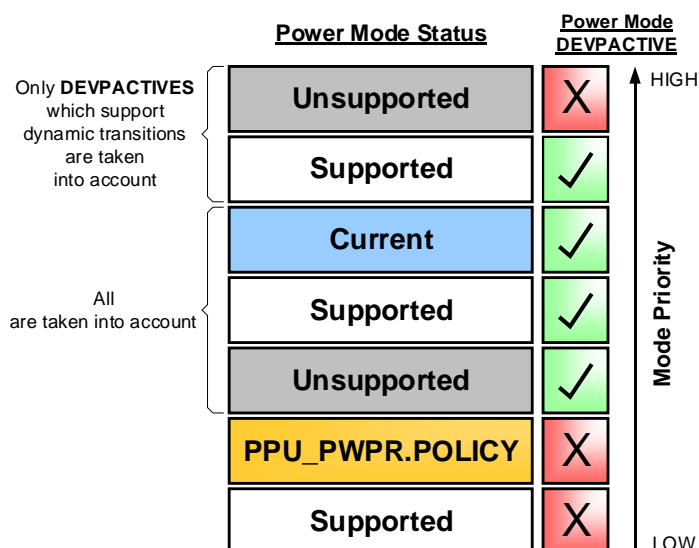 Power Mode Status
Power Mode
DEVPACTIVE
Only DEVPACTIVES
which support
dynamic transitions
are taken
into account
Unsupported
X
HIGH
Supported
✓
Current
✓
All
are taken into account
Supported
✓
Unsupported
✓
Mode Priority
PPU_PWPR.POLICY
X
Supported
X
LOW